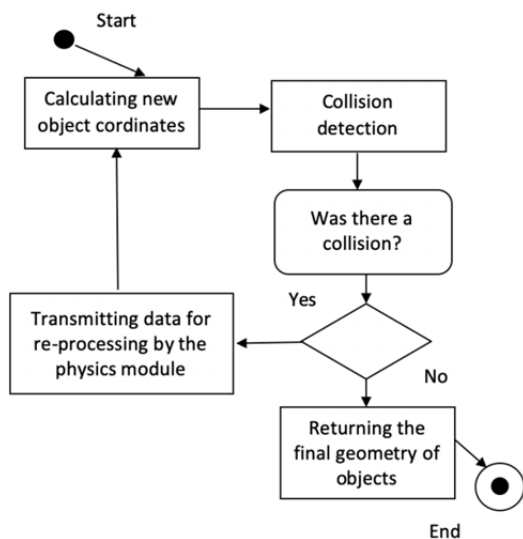 Start
Calculating new
object cordinates
Collision
detection
Was there a
collision?
Yes
Transmitting data for
re-processing by the
physics module
No
Returning the
final geometry of
objects
End